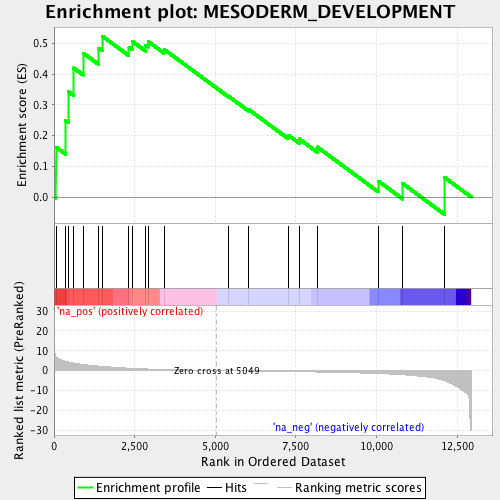 Enrichment plot: MESODERM_DEVELOPMENT
Enrichment score (ES)
0.5
0.4
0.3
0.2
0.1
0.0
'na_pos' (positively correlated)
Ranked list metric (PreRanked)
30
20
10
0
-10
-20
-30
Zero cross at 5049
'na_neg' (negatively correlated)
0
2,500
5,000
7,500
10,000
12,500
Rank in Ordered Dataset
Enrichment profile
Hits
Ranking metric scores